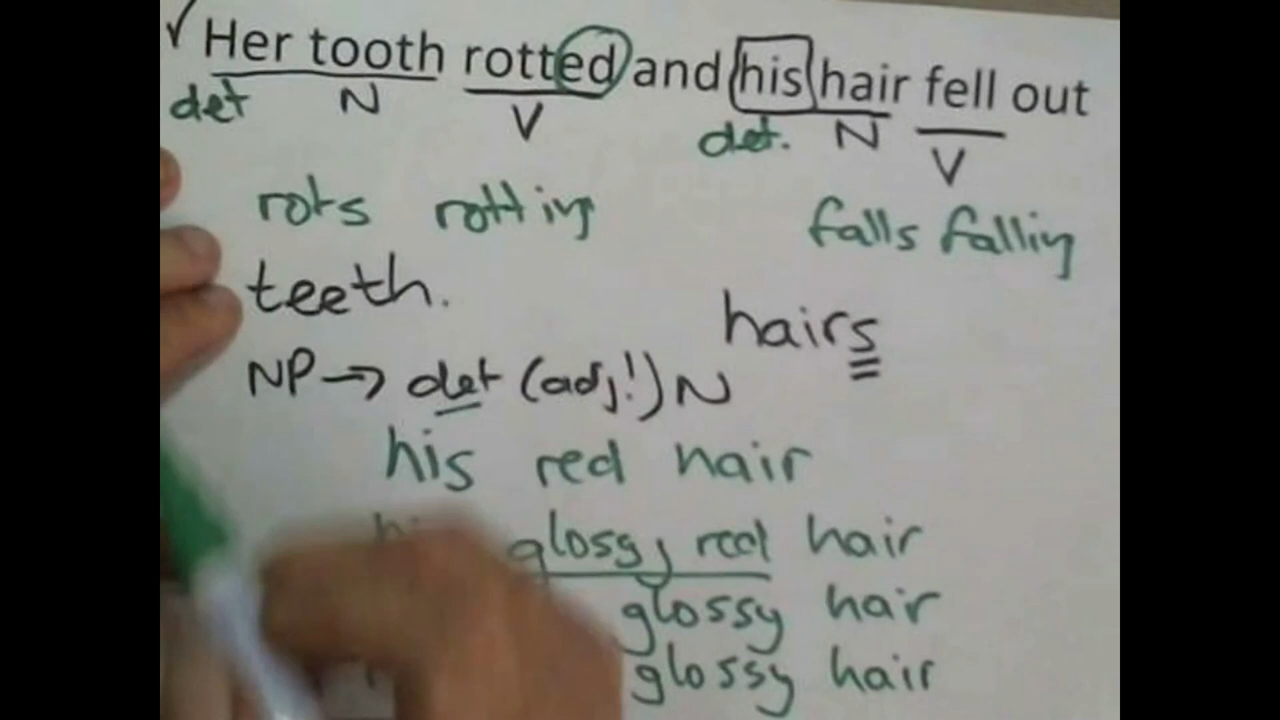 ✓ Her tooth rotted and his hair fell out
det N V det. N V
rots rotting falls falling
teeth.
hairs
NP → det (adj!) N
his red hair
glossy, red hair
glossy hair
glossy hair